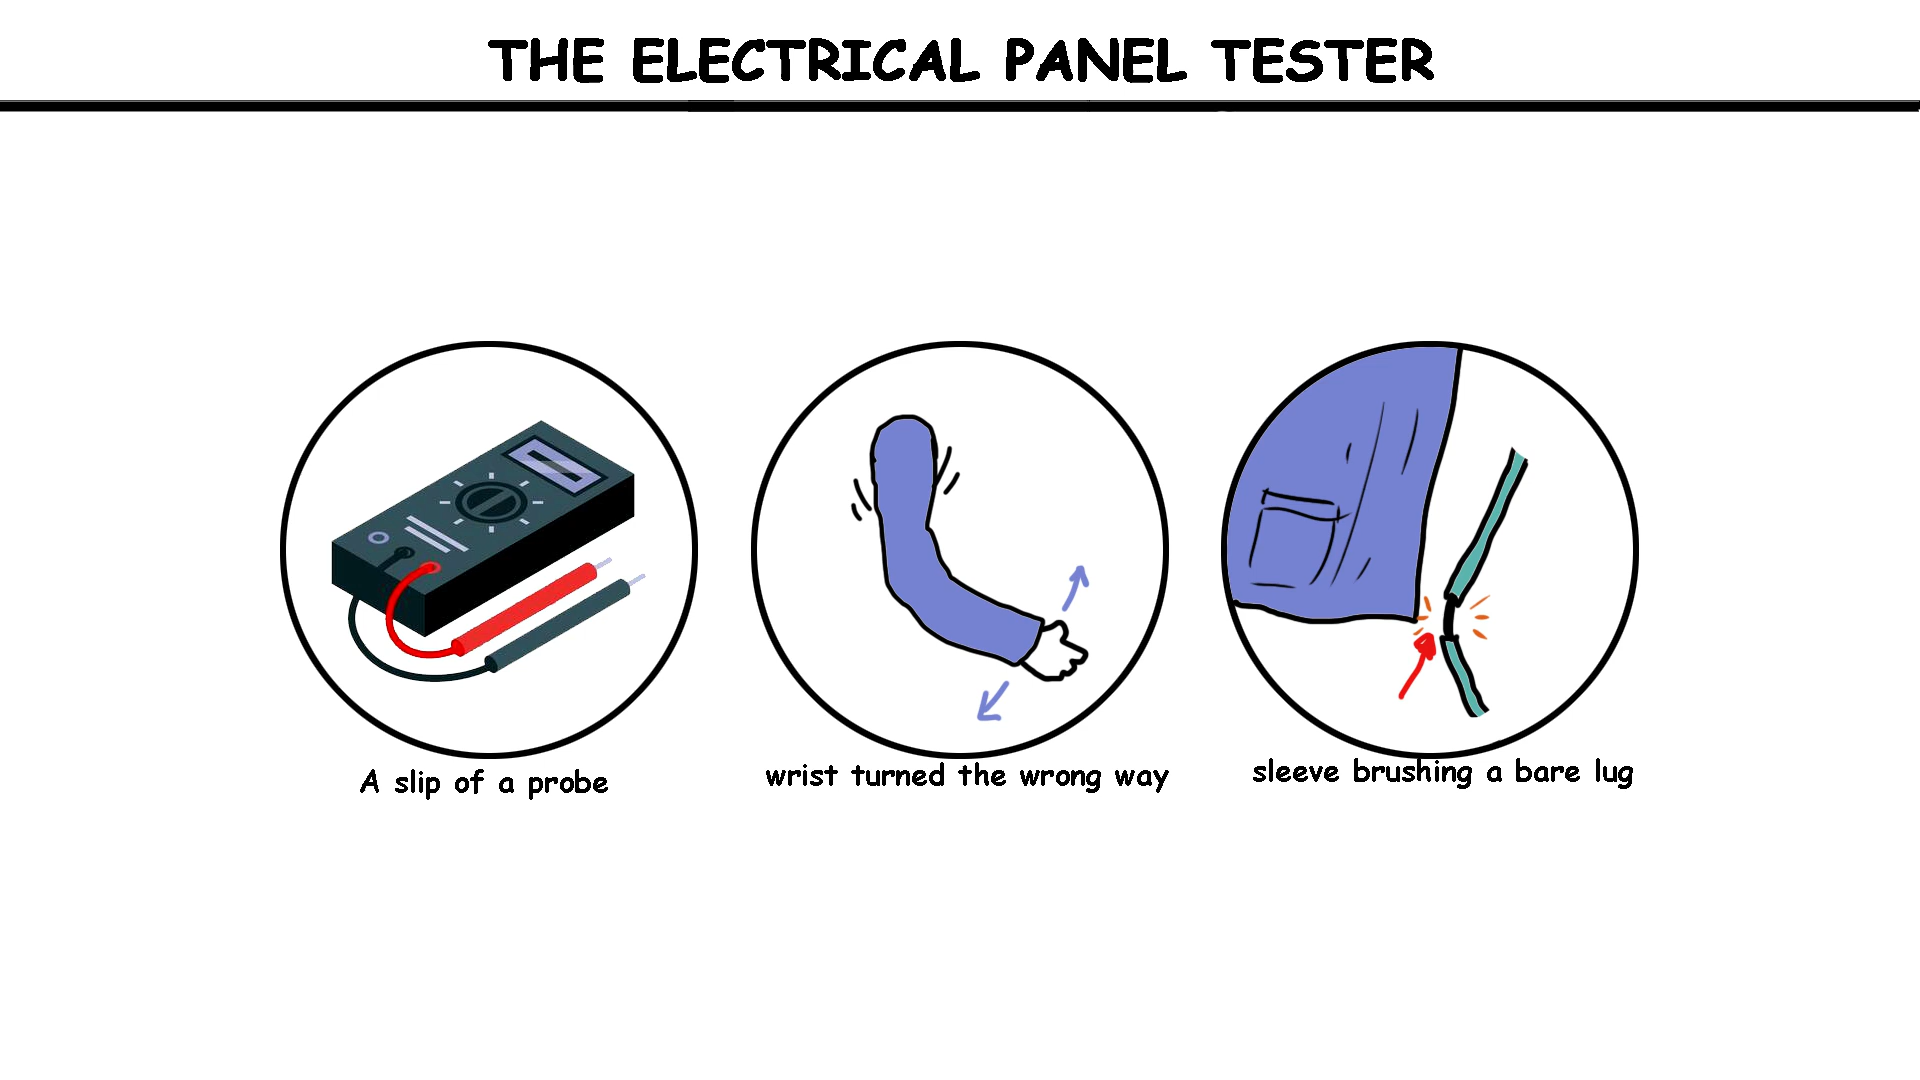 THE ELECTRICAL PANEL TESTER
A slip of a probe
wrist turned the wrong way
sleeve brushing a bare lug